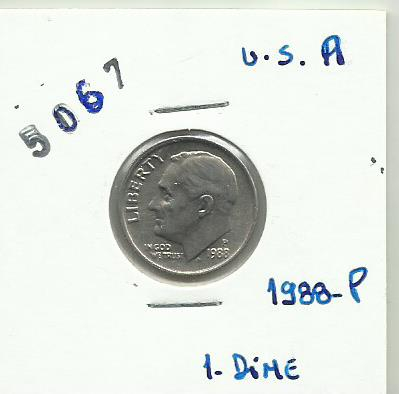 U.S.A
5067
LIBERTY
IN GOD
WE TRUST
P
1988
1988-P
1. DiME